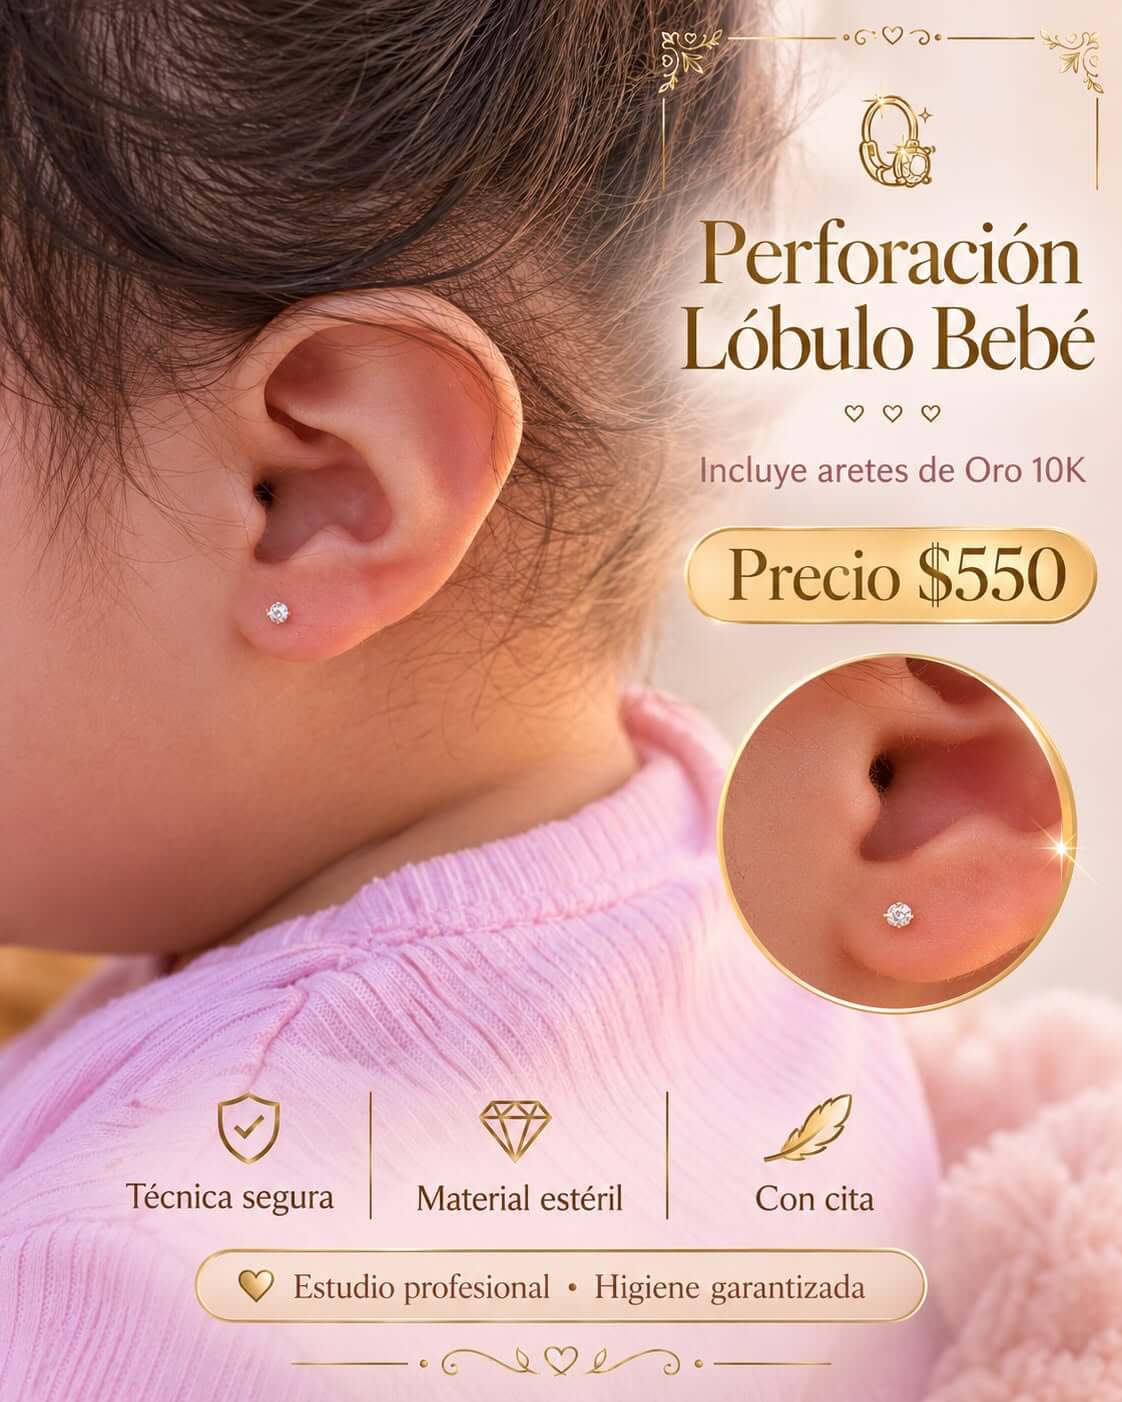 Perforación
Lóbulo Bebé
Incluye aretes de Oro 10K
Precio $550
Técnica segura
Material estéril
Con cita
Estudio profesional • Higiene garantizada